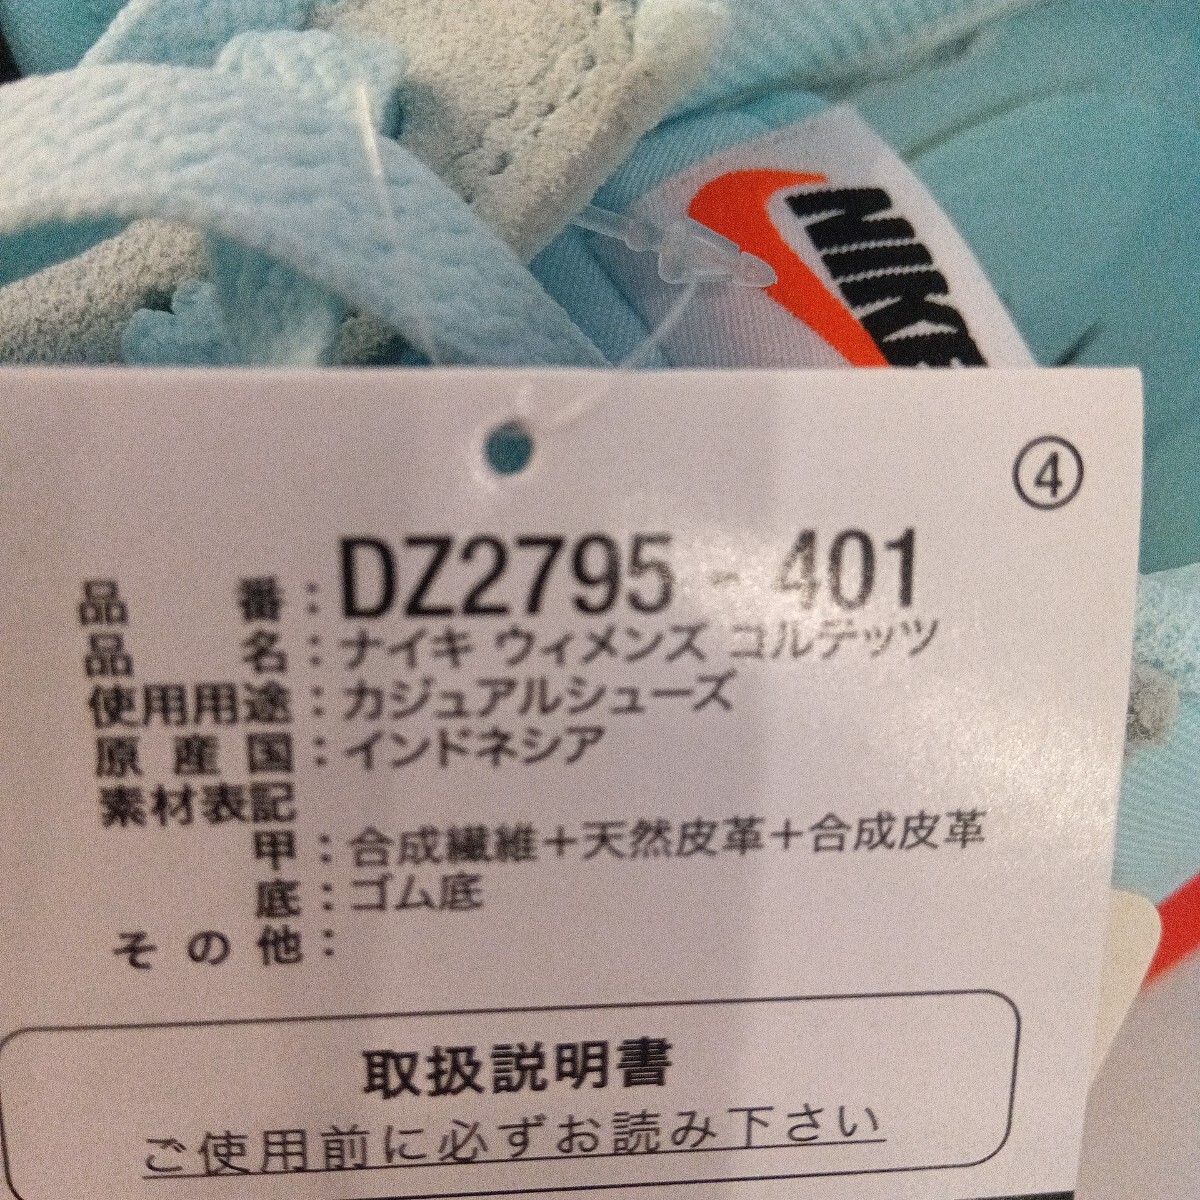 NIKE
④
品番：DZ2795-401
品名：ナイキ ウィメンズ コルテッツ
使用用途：カジュアルシューズ
原産国：インドネシア
素材表記
甲：合成繊維＋天然皮革＋合成皮革
底：ゴム底
その他：
取扱説明書
ご使用前に必ずお読み下さい